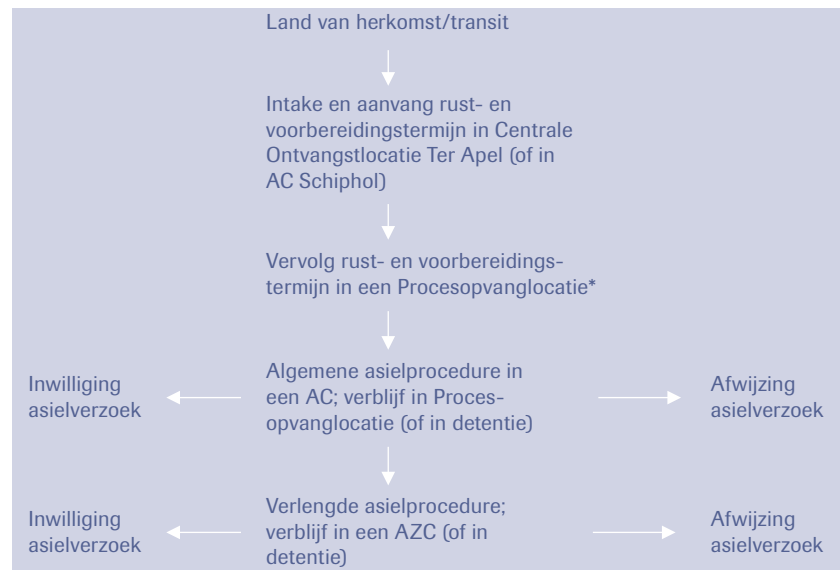 Land van herkomst/transit
Intake en aanvang rust- en
voorbereidingstermijn in Centrale
Ontvangstlocatie Ter Apel (of in
AC Schiphol)
Vervolg rust- en voorbereidings-
termijn in een Procesopvanglocatie*
Inwilliging
asielverzoek
Algemene asielprocedure in
een AC; verblijf in Proces-
opvanglocatie (of in detentie)
Afwijzing
asielverzoek
Inwilliging
asielverzoek
Verlengde asielprocedure;
verblijf in een AZC (of in
detentie)
Afwijzing
asielverzoek